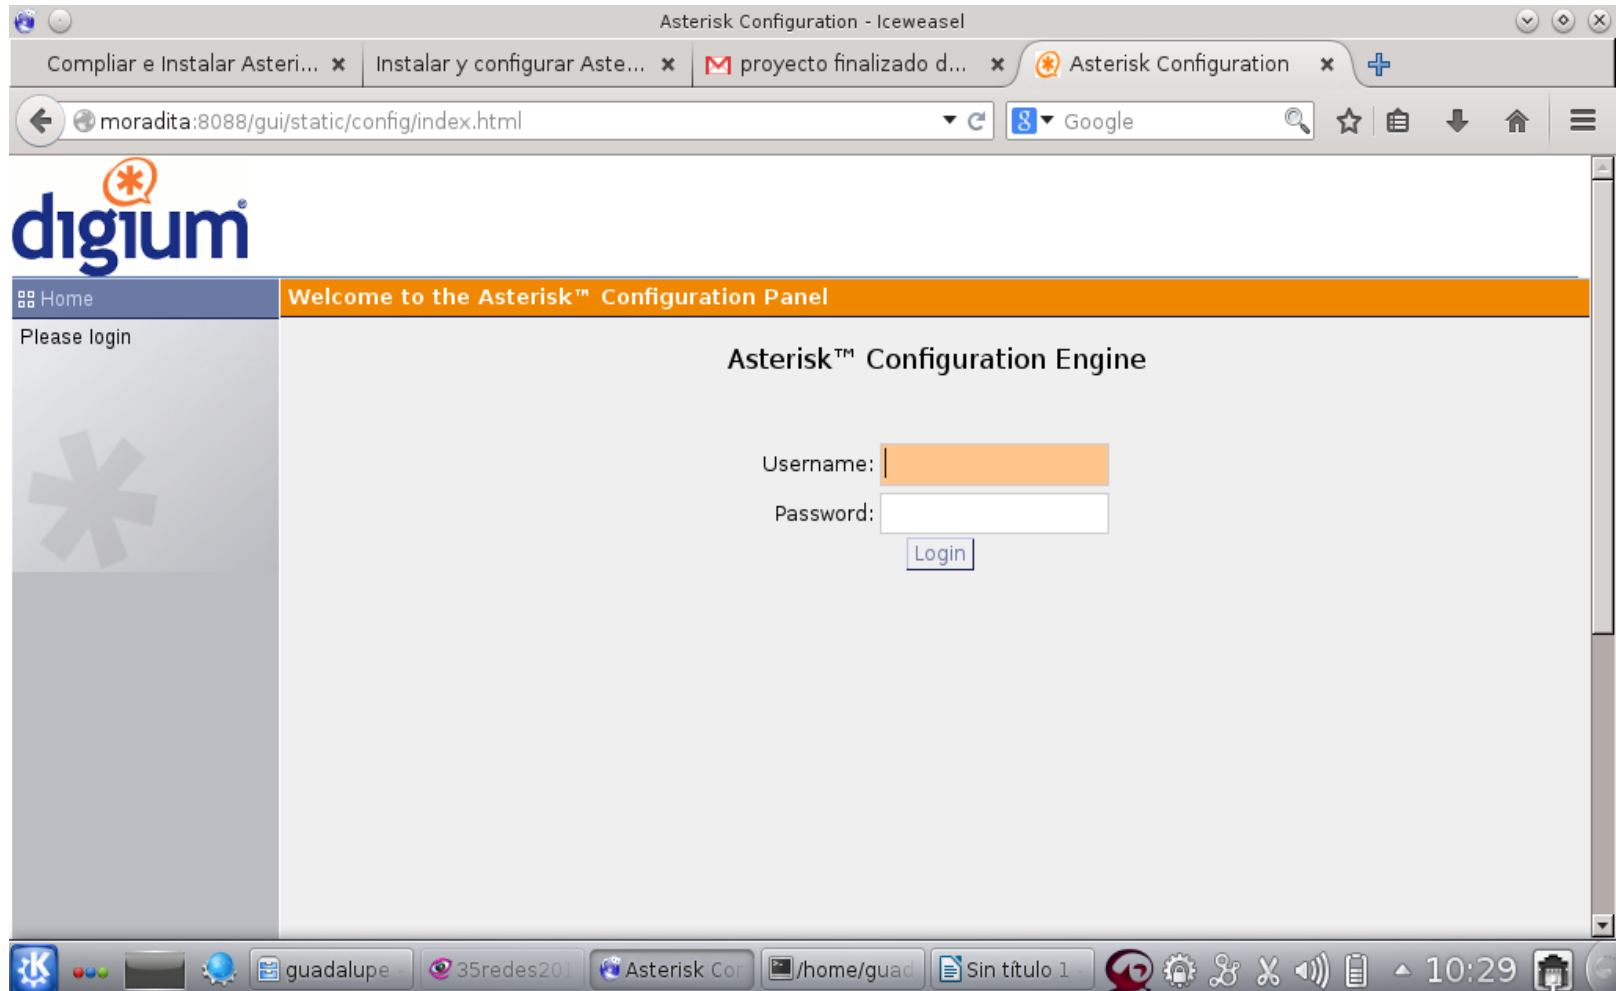 Asterisk Configuration - Iceweasel
Compliar e Instalar Asteri...
Instalar y configurar Aste...
proyecto finalizado d...
Asterisk Configuration
moradita:8088/gui/static/config/index.html
8
Google
digium
Home
Welcome to the Asterisk™ Configuration Panel
Please login
Asterisk™ Configuration Engine
Username:
Password:
Login
guadalupe -
35redes201
Asterisk Cor
/home/guad
Sin título 1 -
10:29